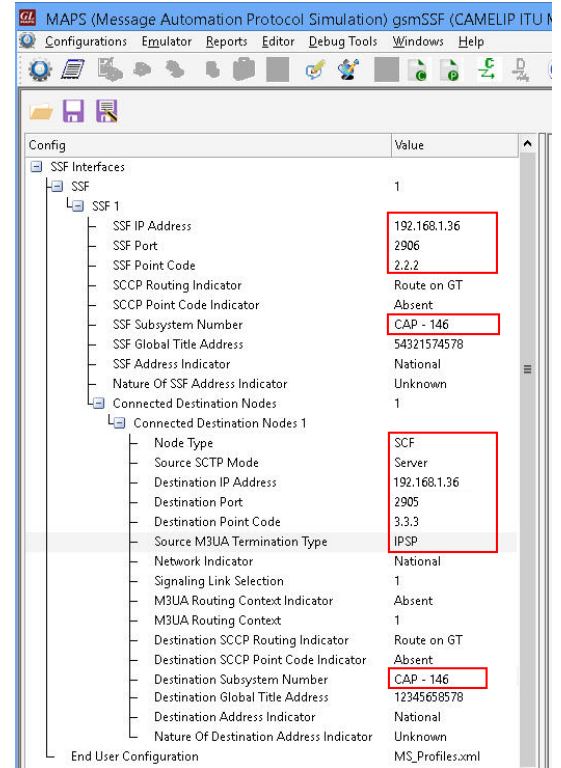 GL MAPS (Message Automation Protocol Simulation) gsmSSF (CAMELIP ITU
Configurations Emulator Reports Editor Debug Tools Windows Help
Config Value
SSF Interfaces
SSF 1
SSF 1
SSF IP Address 192.168.1.36
SSF Port 2906
SSF Point Code 2.2.2
SCCP Routing Indicator Route on GT
SCCP Point Code Indicator Absent
SSF Subsystem Number CAP - 146
SSF Global Title Address 54321574578
SSF Address Indicator National
Nature Of SSF Address Indicator Unknown
Connected Destination Nodes 1
Connected Destination Nodes 1
Node Type SCF
Source SCTP Mode Server
Destination IP Address 192.168.1.36
Destination Port 2905
Destination Point Code 3.3.3
Source M3UA Termination Type IPSP
Network Indicator National
Signaling Link Selection 1
M3UA Routing Context Indicator Absent
M3UA Routing Context 1
Destination SCCP Routing Indicator Route on GT
Destination SCCP Point Code Indicator Absent
Destination Subsystem Number CAP - 146
Destination Global Title Address 12345658578
Destination Address Indicator National
Nature Of Destination Address Indicator Unknown
End User Configuration MS_Profiles.xml